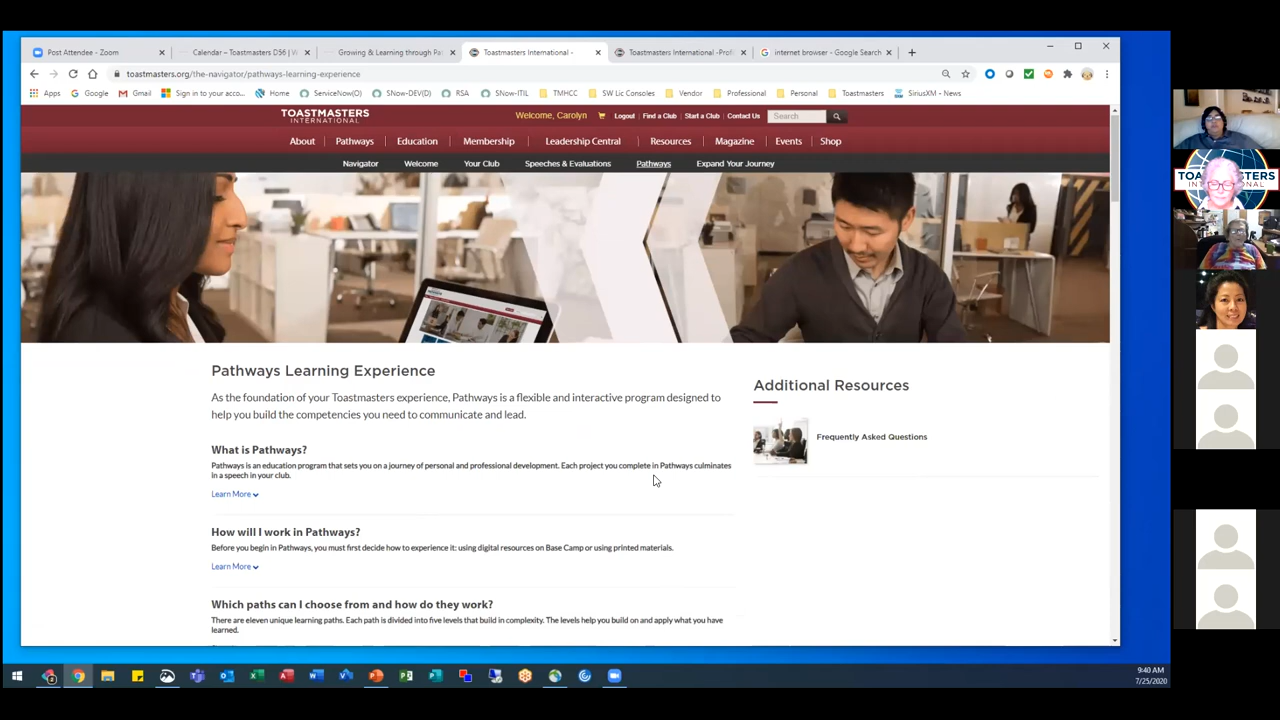 Post Attendee - Zoom
Calendar – Toastmasters D56 | W
Growing & Learning through Pa
Toastmasters International -
Toastmasters International -Prof
internet browser - Google Search
toastmasters.org/the-navigator/pathways-learning-experience
Apps
Google
Gmail
Sign in to your acco...
Home
ServiceNow(O)
SNow-DEV(D)
RSA
SNow-ITIL
TMHCC
SW Lic Consoles
Vendor
Professional
Personal
Toastmasters
SiriusXM – News
TOASTMASTERS
INTERNATIONAL
Welcome, Carolyn
Logout | Find a Club | Start a Club | Contact Us
Search
About
Pathways
Education
Membership
Leadership Central
Resources
Magazine
Events
Shop
Navigator
Welcome
Your Club
Speeches & Evaluations
Pathways
Expand Your Journey
Pathways Learning Experience
As the foundation of your Toastmasters experience, Pathways is a flexible and interactive program designed to
help you build the competencies you need to communicate and lead.
What is Pathways?
Pathways is an education program that sets you on a journey of personal and professional development. Each project you complete in Pathways culminates
in a speech in your club.
Learn More
How will I work in Pathways?
Before you begin in Pathways, you must first decide how to experience it: using digital resources on Base Camp or using printed materials.
Learn More
Which paths can I choose from and how do they work?
There are eleven unique learning paths. Each path is divided into five levels that build in complexity. The levels help you build on and apply what you have
learned.
Additional Resources
Frequently Asked Questions
9:40 AM
7/25/2020